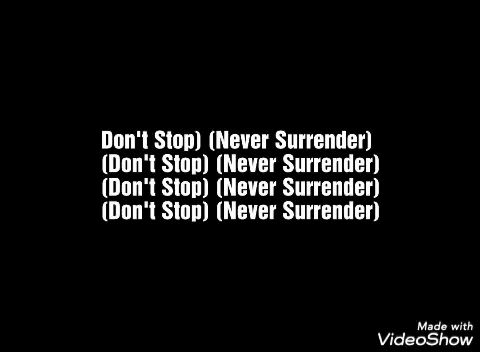 Don't Stop) (Never Surrender)
(Don't Stop) (Never Surrender)
(Don't Stop) (Never Surrender)
(Don't Stop) (Never Surrender)
Made with
VideoShow